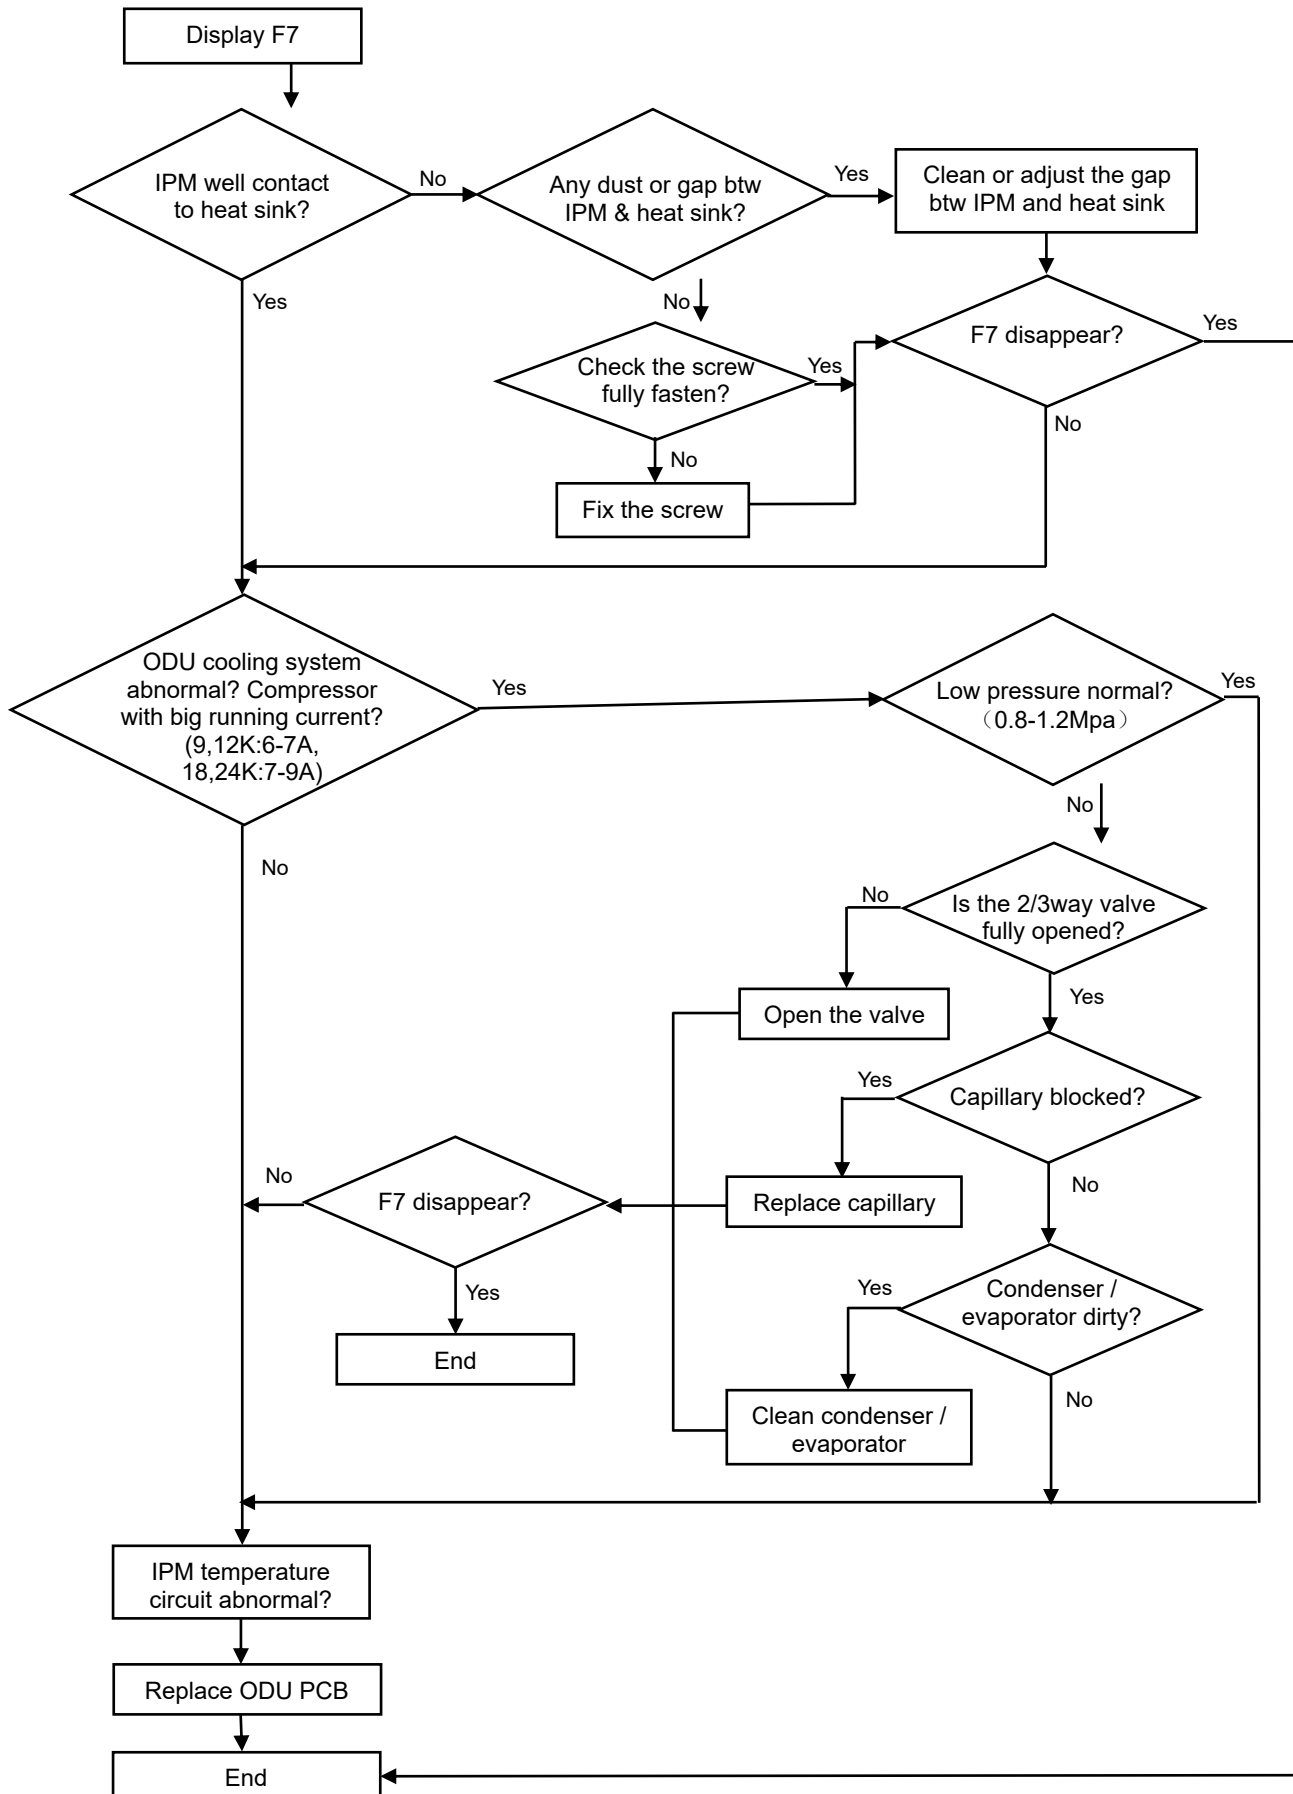 Display F7
IPM well contact
to heat sink?
No
Any dust or gap btw
IPM & heat sink?
Yes
Clean or adjust the gap
btw IPM and heat sink
Yes
No
F7 disappear?
Yes
Check the screw
fully fasten?
Yes
No
No
Fix the screw
ODU cooling system
abnormal? Compressor
with big running current?
(9,12K:6-7A,
18,24K:7-9A)
Yes
Low pressure normal?
（0.8-1.2Mpa）
Yes
No
No
Is the 2/3way valve
fully opened?
No
Yes
Open the valve
Capillary blocked?
Yes
No
Replace capillary
F7 disappear?
No
Yes
End
Condenser /
evaporator dirty?
Yes
No
Clean condenser /
evaporator
IPM temperature
circuit abnormal?
Replace ODU PCB
End